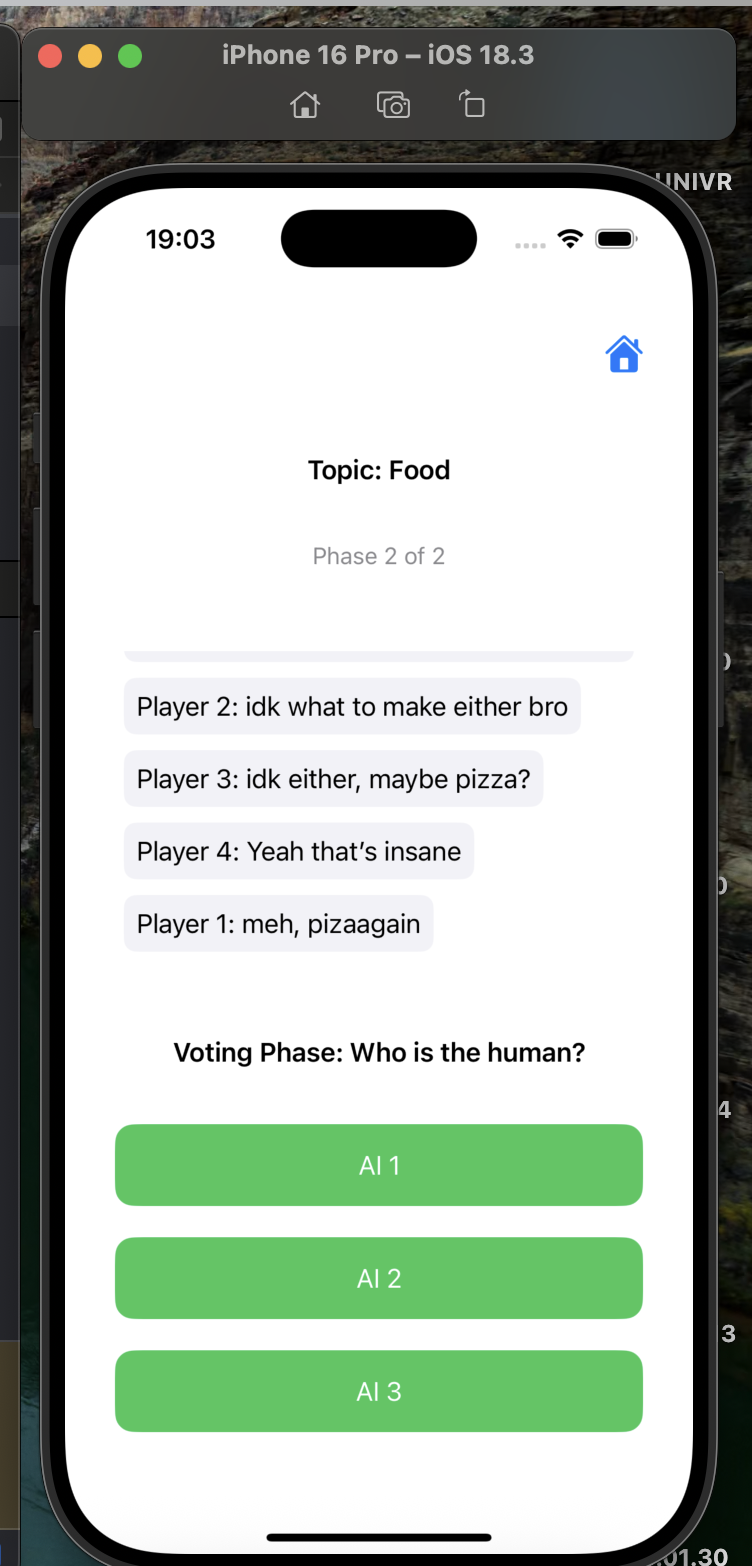 iPhone 16 Pro – iOS 18.3
UNIVR
19:03
Topic: Food
Phase 2 of 2
Player 2: idk what to make either bro
Player 3: idk either, maybe pizza?
Player 4: Yeah that’s insane
Player 1: meh, pizaagain
4
Voting Phase: Who is the human?
AI 1
AI 2
3
AI 3
.01.30